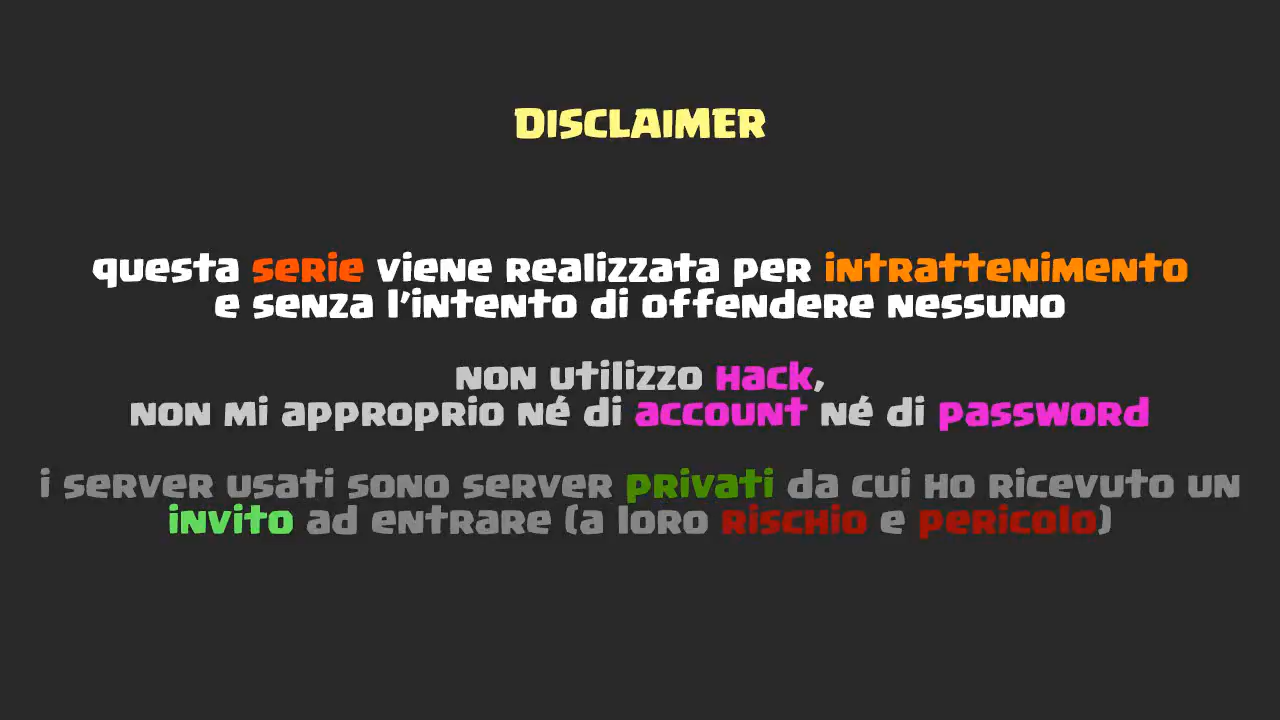 DISCLAIMER
questa serie viene realizzata per intrattenimento
e senza l'intento di offendere nessuno
non utilizzo hack,
non mi approprio né di account né di password
i server usati sono server privati da cui ho ricevuto un
invito ad entrare (a loro rischio e pericolo)